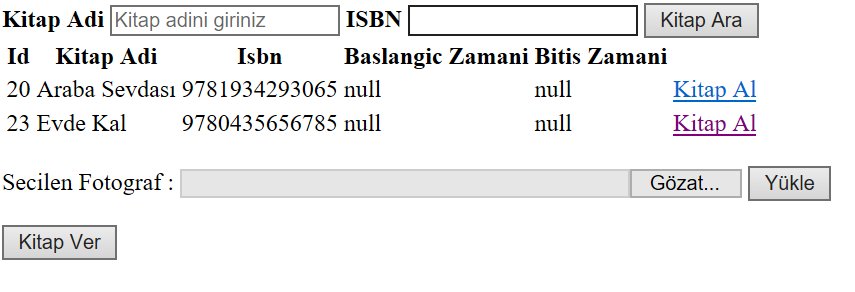 Kitap Adi Kitap adini giriniz ISBN Kitap Ara
Id Kitap Adi Isbn Baslangic Zamani Bitis Zamani
20 Araba Sevdası 9781934293065 null null Kitap Al
23 Evde Kal 9780435656785 null null Kitap Al
Secilen Fotograf : Gözat... Yükle
Kitap Ver